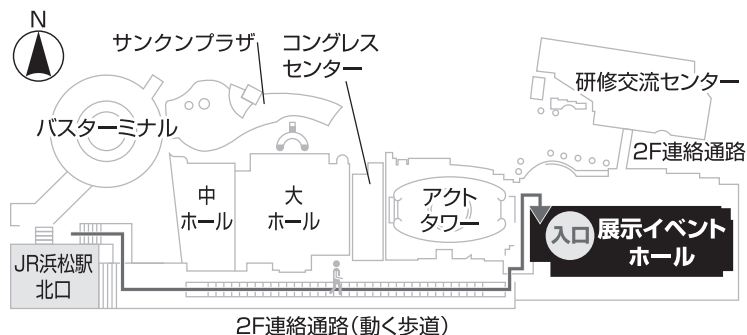 N
サンクンプラザ
コングレス
センター
研修交流センター
バスターミナル
2F連絡通路
中
ホール
大
ホール
アクト
タワー
入口
展示イベント
ホール
JR浜松駅
北口
2F連絡通路(動く歩道)